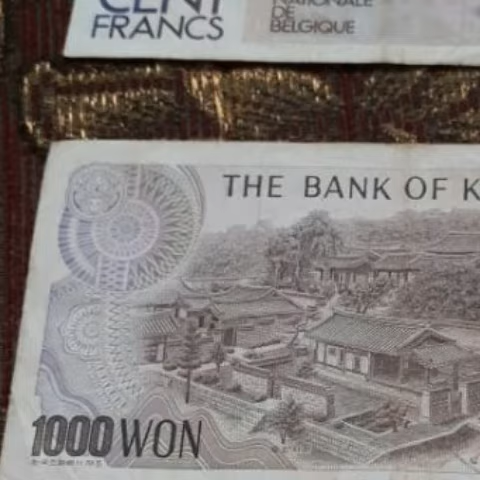 CENT
FRANCS
NATIONALE
DE
BELGIQUE
THE BANK OF K
1000 WON